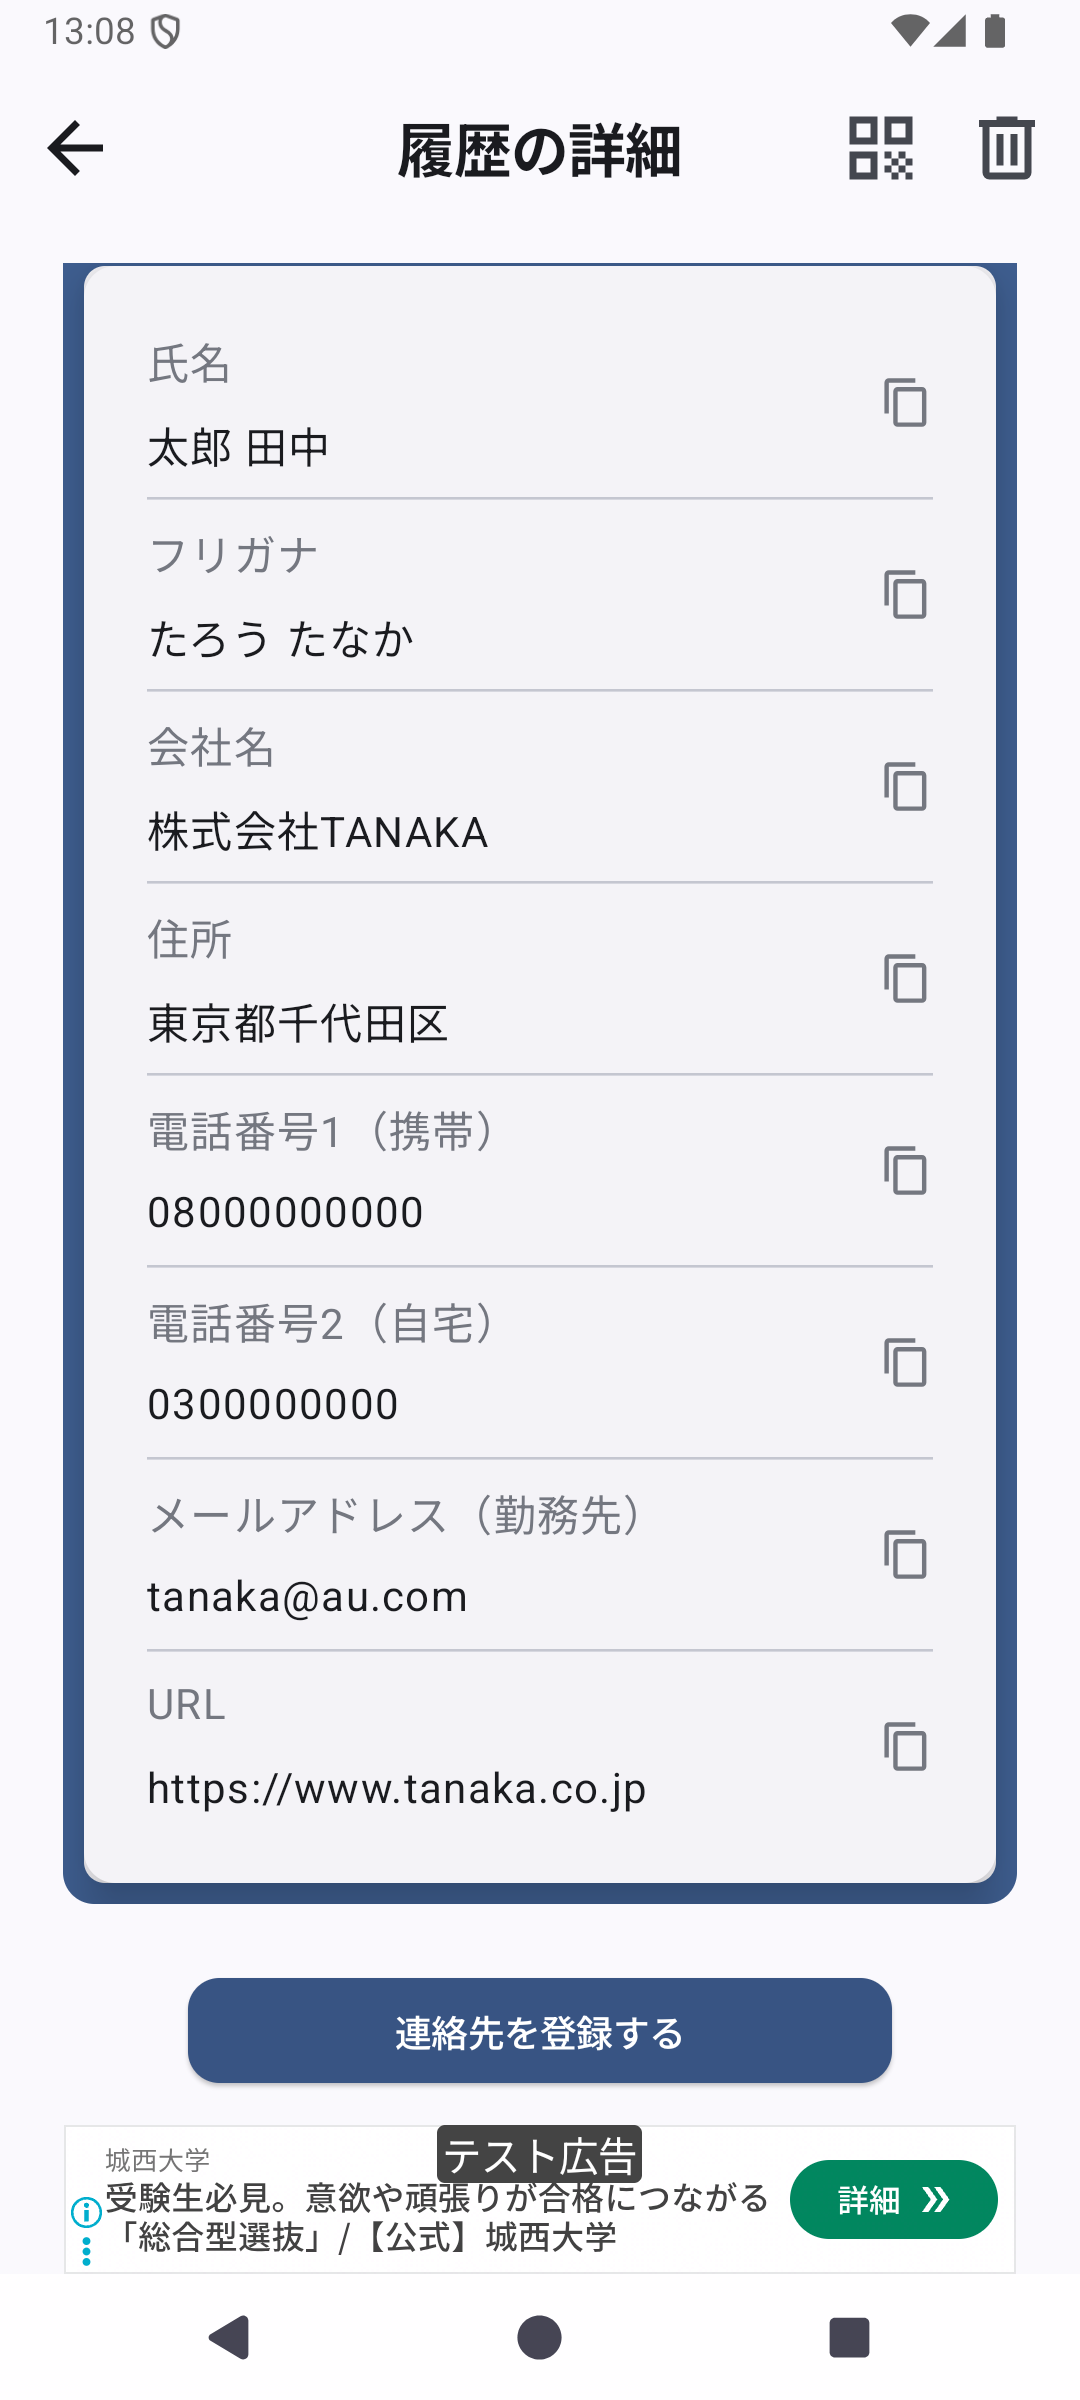 13:08
履歴の詳細
氏名
太郎 田中
フリガナ
たろう たなか
会社名
株式会社TANAKA
住所
東京都千代田区
電話番号1（携帯）
08000000000
電話番号2（自宅）
0300000000
メールアドレス（勤務先）
tanaka@au.com
URL
https://www.tanaka.co.jp
連絡先を登録する
テスト広告
城西大学
受験生必見。意欲や頑張りが合格につながる
「総合型選抜」/【公式】城西大学
詳細